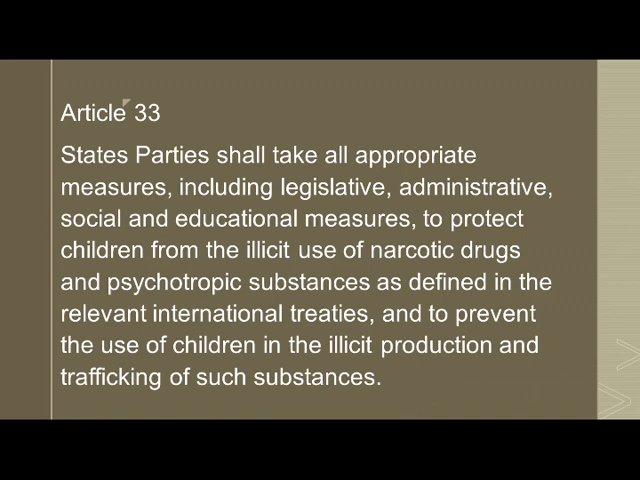 Article 33
States Parties shall take all appropriate
measures, including legislative, administrative,
social and educational measures, to protect
children from the illicit use of narcotic drugs
and psychotropic substances as defined in the
relevant international treaties, and to prevent
the use of children in the illicit production and
trafficking of such substances.